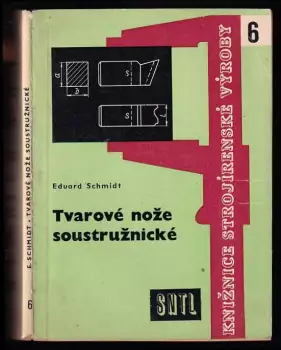 E. SCHMIDT - TVAROVÉ NOŽE SOUSTRUŽNICKÉ
6
6
KNIŽNICE STROJÍRENSKÉ VÝROBY
a
b
S
S
Eduard Schmidt
Tvarové nože
soustružnické
SNTL